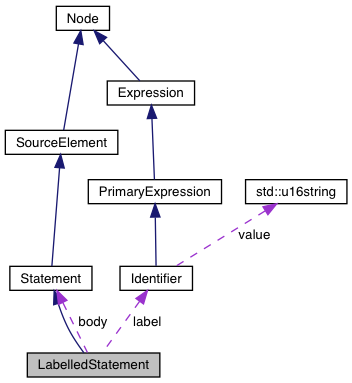 Node
Expression
SourceElement
PrimaryExpression
std::u16string
value
Statement
Identifier
body
label
LabelledStatement